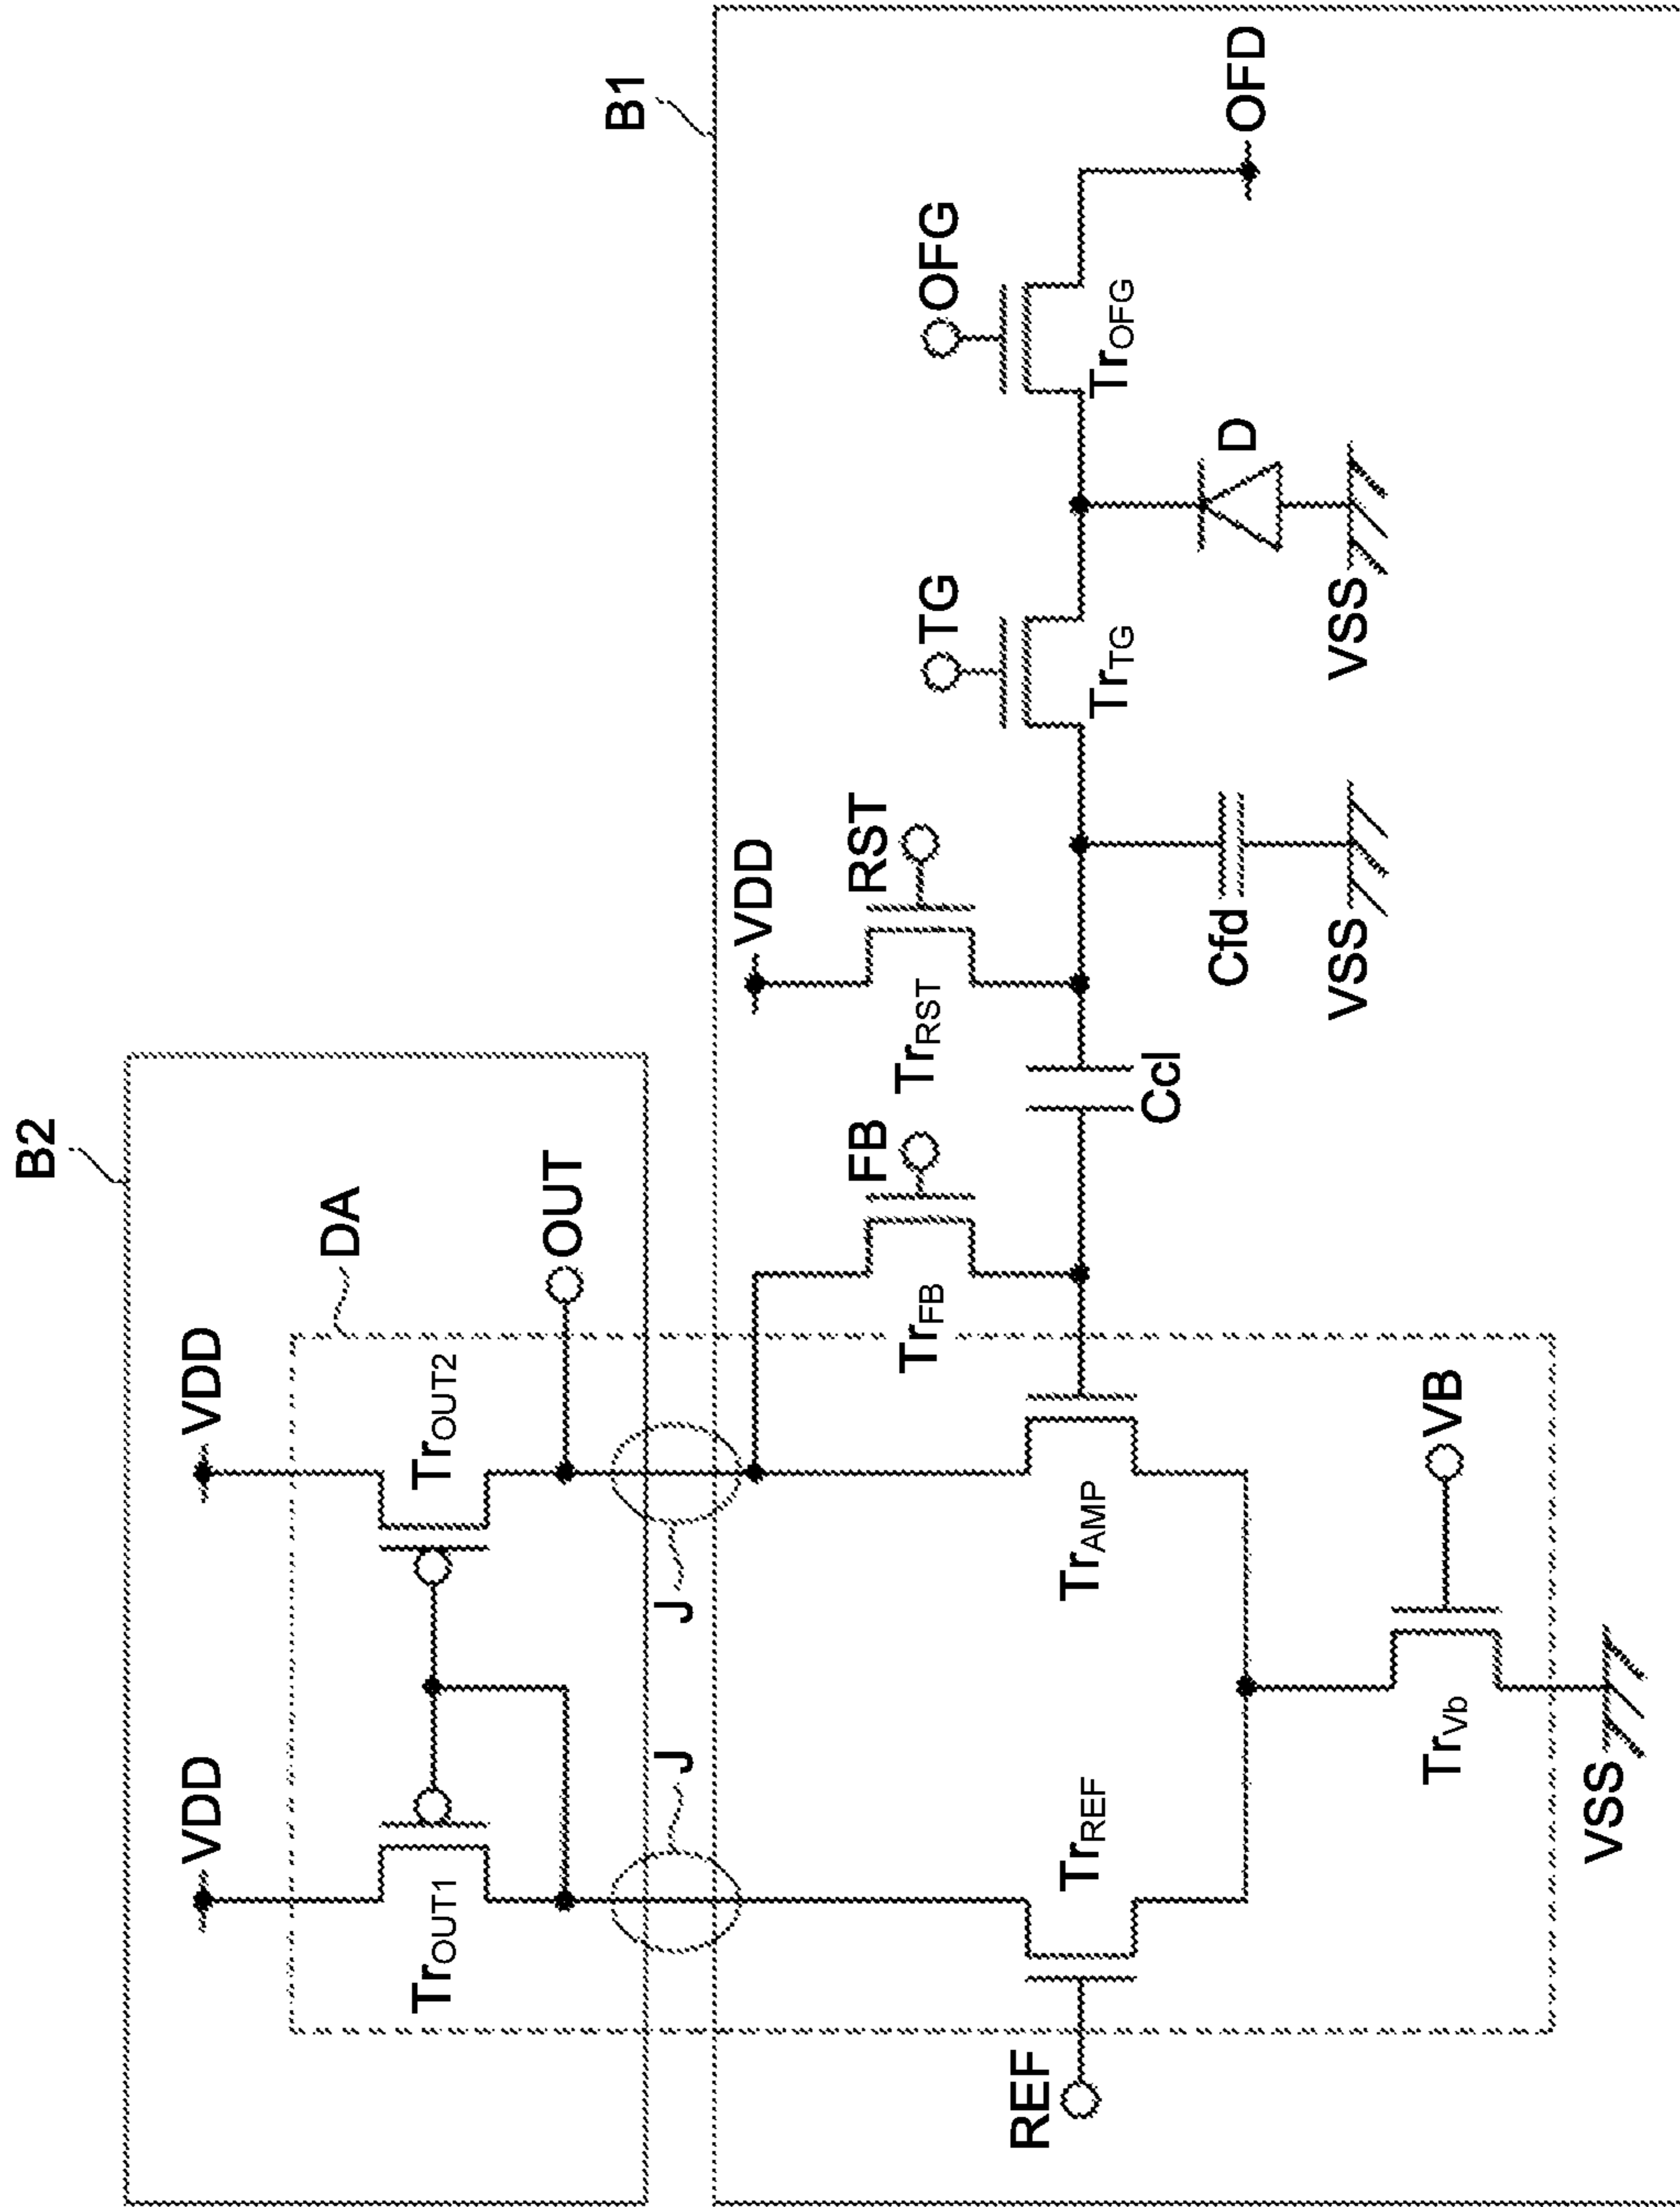 B2
DA
VDD
VDD
TrOUT1
TrOUT2
OUT
J
J
B1
VDD
FB
RST
TrFB
TrRST
TG
OFG
REF
TrREF
TrAMP
Ccl
TrTG
TrOFG
Cfd
D
OFD
VB
TrVb
VSS
VSS
VSS